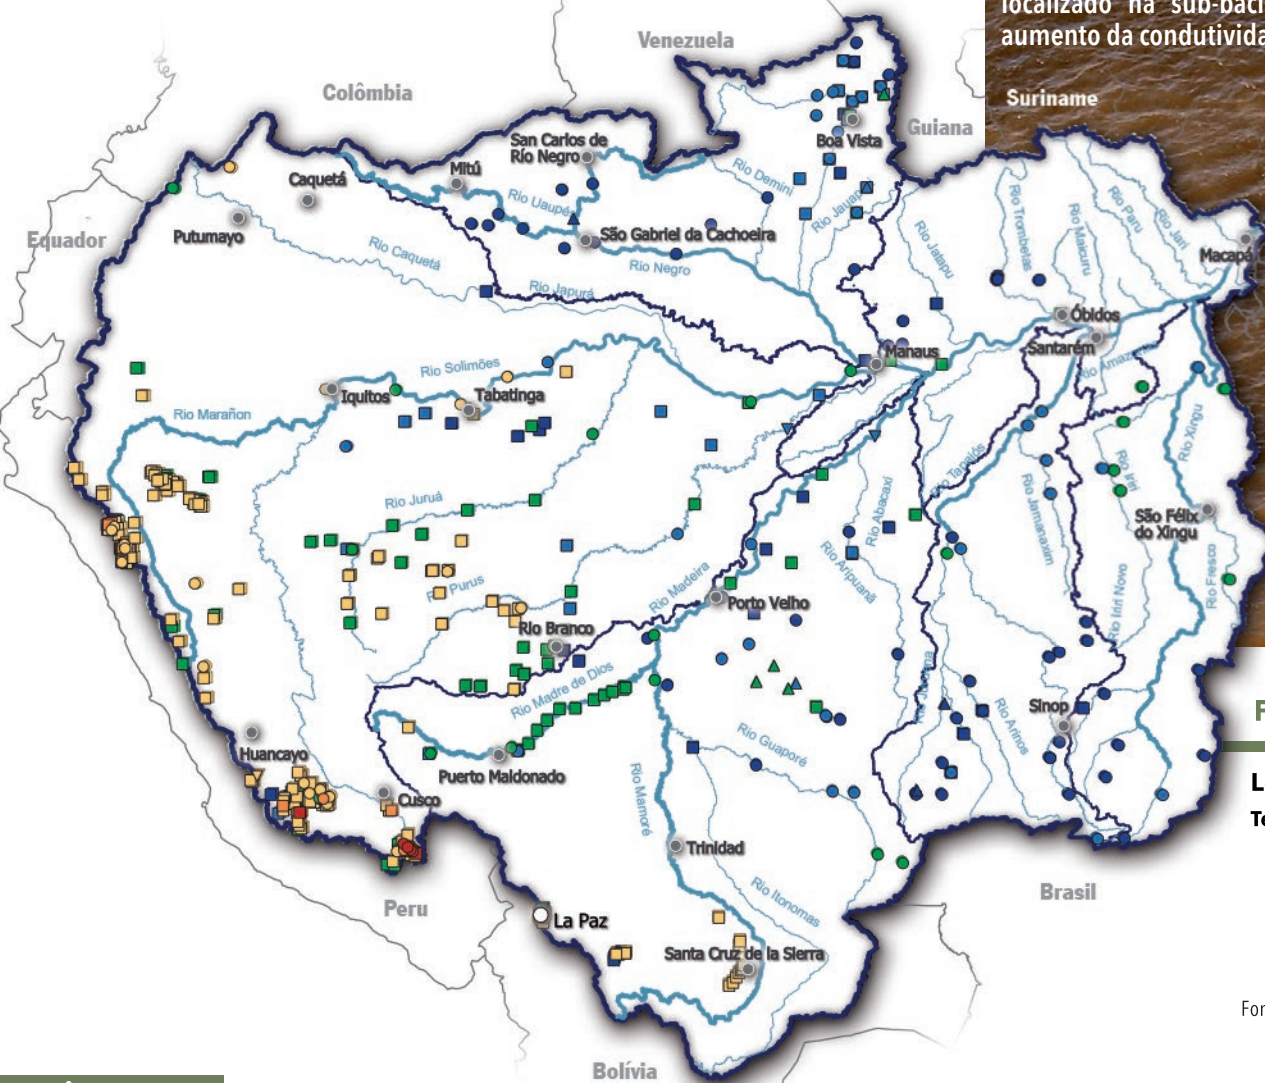 localizado na sub-baci
aumento da condutivida
Venezuela
Colômbia
Suriname
Guiana
Boa Vista
San Carlos de
Río Negro
Mitú
Caquetá
Rio Demini
Rio Uaupé
Rio Trombetas
Rio Maicuru
Rio Paru
Rio Jari
Putumayo
Equador
São Gabriel da Cachoeira
Rio Jatapu
Macapá
Rio Caquetá
Rio Negro
Rio Japurá
Óbidos
Santarém
Manaus
Rio Solimões
Iquitos
Tabatinga
Rio Marañon
Rio Xingu
Rio Tapajós
Rio Iriri
Rio Juruá
Rio Abacaxi
Rio Jamanxim
São Félix
do Xingu
Rio Aripuanã
Rio Fresco
Rio Madeira
Purus
Porto Velho
Rio Iriri Novo
Rio Branco
Rio Madre de Dios
Sinop
Rio Arinos
Huancayo
Rio Guaporé
Puerto Maldonado
Rio Mamoré
Cusco
Trinidad
Peru
Rio Itonomas
Brasil
La Paz
Santa Cruz de la Sierra
Bolívia
F
L
Te
For